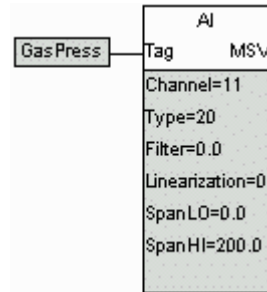 AI
GasPress Tag MSV
Channel=11
Type=20
Filter=0.0
Linearization=0
SpanLO=0.0
SpanHI=200.0